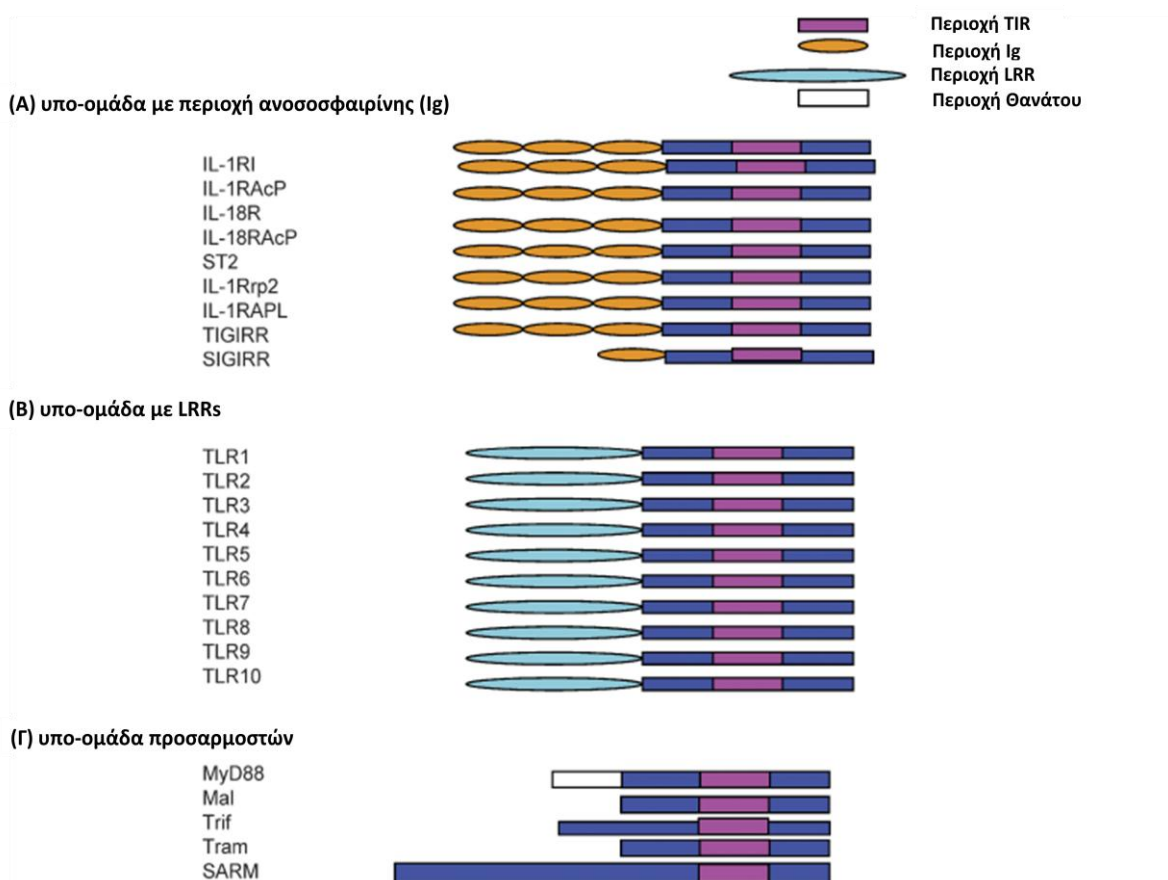 Περιοχή TIR
Περιοχή Ig
Περιοχή LRR
Περιοχή Θανάτου
(Α) υπο-ομάδα με περιοχή ανοσοσφαιρίνης (Ig)
IL-1RI
IL-1RAcP
IL-18R
IL-18RAcP
ST2
IL-1Rrp2
IL-1RAPL
TIGIRR
SIGIRR
(Β) υπο-ομάδα με LRRs
TLR1
TLR2
TLR3
TLR4
TLR5
TLR6
TLR7
TLR8
TLR9
TLR10
(Γ) υπο-ομάδα προσαρμοστών
MyD88
Mal
Trif
Tram
SARM